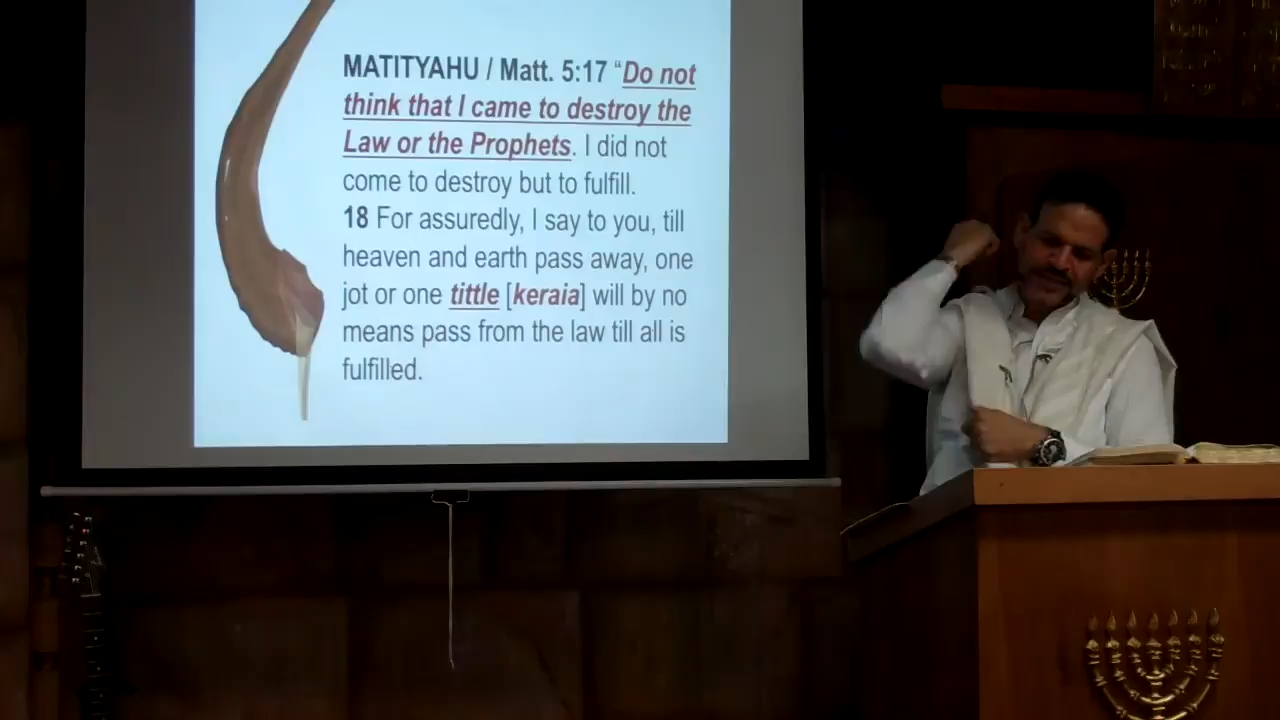 MATITYAHU / Matt. 5:17 “Do not
think that I came to destroy the
Law or the Prophets. I did not
come to destroy but to fulfill.
18 For assuredly, I say to you, till
heaven and earth pass away, one
jot or one tittle [keraia] will by no
means pass from the law till all is
fulfilled.